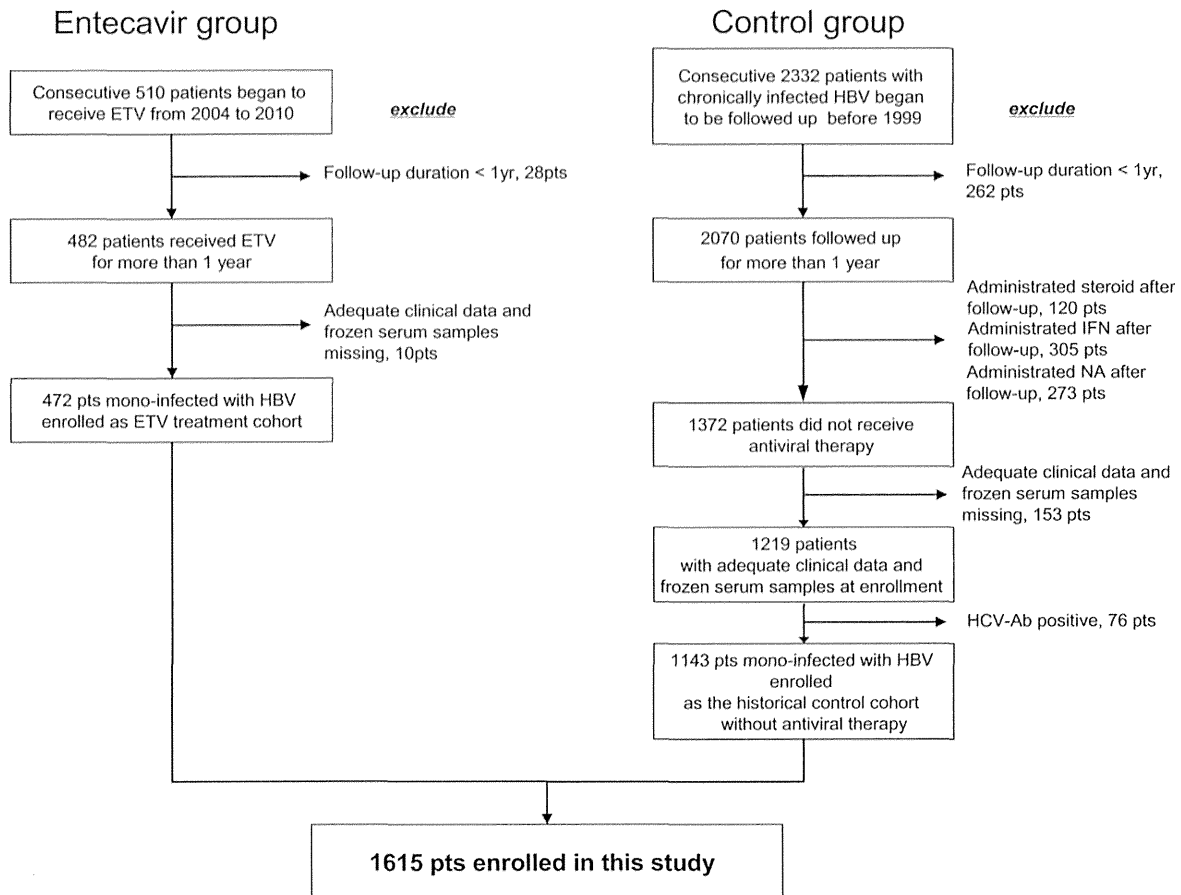 Entecavir group
Consecutive 510 patients began to
receive ETV from 2004 to 2010
exclude
Follow-up duration < 1yr, 28pts
482 patients received ETV
for more than 1 year
Adequate clinical data and
frozen serum samples
missing, 10pts
472 pts mono-infected with HBV
enrolled as ETV treatment cohort
Control group
Consecutive 2332 patients with
chronically infected HBV began
to be followed up before 1999
exclude
Follow-up duration < 1yr,
262 pts
2070 patients followed up
for more than 1 year
Administrated steroid after
follow-up, 120 pts
Administrated IFN after
follow-up, 305 pts
Administrated NA after
follow-up, 273 pts
1372 patients did not receive
antiviral therapy
Adequate clinical data and
frozen serum samples
missing, 153 pts
1219 patients
with adequate clinical data and
frozen serum samples at enrollment
HCV-Ab positive, 76 pts
1143 pts mono-infected with HBV
enrolled
as the historical control cohort
without antiviral therapy
1615 pts enrolled in this study